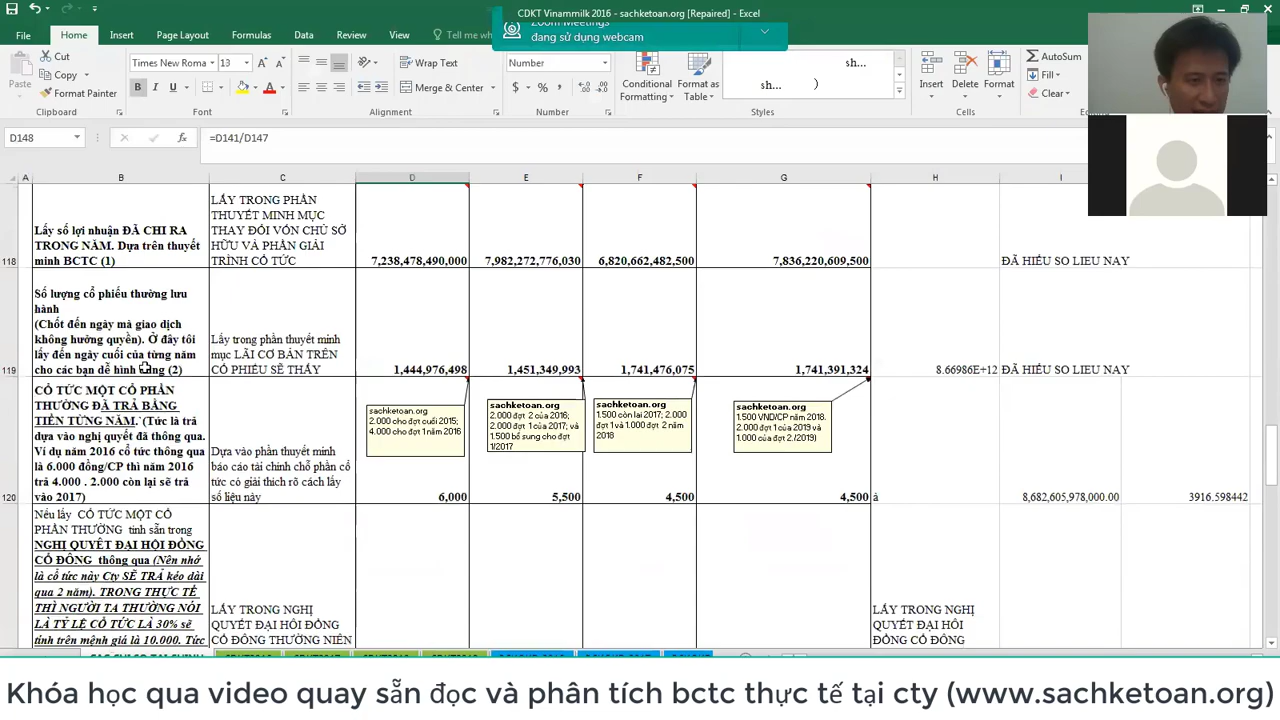 CDKT Vinammilk 2016 - sachketoan.org [Repaired] - Excel
đang sử dụng webcam
File Home Insert Page Layout Formulas Data Review View Tell me
Cut
Copy
Format Painter
Paste
Clipboard
Times New Roma 13
B I U
Font
Wrap Text
Merge & Center
Alignment
Number
$ % ,
Number
Conditional Formatting
Format as Table
sh...
sh... )
Styles
Insert Delete Format
Cells
AutoSum
Fill
Clear
D148
fx
=D141/D147
A B C D E F G H I
118
Lấy số lợi nhuận ĐÃ CHI RA
TRONG NĂM. Dựa trên thuyết
minh BCTC (1)
LẤY TRONG PHẦN
THUYẾT MINH MỤC
THAY ĐỔI VỐN CHỦ SỞ
HỮU VÀ PHẦN GIẢI
TRÌNH CỔ TỨC
7,238,478,490,000 7,982,272,776,030 6,820,662,482,500 7,836,220,609,500
ĐÃ HIỂU SO LIEU NAY
119
Số lượng cổ phiếu thường lưu
hành
(Chốt đến ngày mà giao dịch
không hưởng quyền). Ở đây tôi
lấy đến ngày cuối của từng năm
cho các bạn dễ hình dung (2)
Lấy trong phần thuyết minh
mục LÃI CƠ BẢN TRÊN
CỔ PHIẾU SẼ THẤY
1,444,976,498 1,451,349,993 1,741,476,075 1,741,391,324
8.66986E+12
ĐÃ HIỂU SO LIEU NAY
120
CỔ TỨC MỘT CỔ PHẦN
THƯỜNG ĐÃ TRẢ BẰNG
TIỀN TỪNG NĂM. (Tức là trả
dựa vào nghị quyết đã thông qua.
Ví dụ năm 2016 cổ tức thông qua
là 6.000 đồng/CP thì năm 2016
trả 4.000 . 2.000 còn lại sẽ trả
vào 2017)
Dựa vào phần thuyết minh
báo cáo tài chính chỗ phần cổ
tức có giải thích rõ cách lấy
số liệu này
sachketoan.org
2.000 cho đợt cuối 2015;
4.000 cho đợt 1 năm 2016
sachketoan.org
2.000 đợt 2 của 2016;
2.000 đợt 1 của 2017; và
1.500 bổ sung cho đợt
1/2017
sachketoan.org
1.500 còn lại 2017; 2.000
đợt 1 và 1.000 đợt 2 năm
2018
sachketoan.org
1.500 VND/CP năm 2018.
2.000 đợt 1 của 2019 và
1.000 của đợt 2./2019)
6,000 5,500 4,500 4,500
à
8,682,605,978,000.00
3916.598442
Nếu lấy CỔ TỨC MỘT CỔ
PHẦN THƯỜNG tính sẵn trong
NGHỊ QUYẾT ĐẠI HỘI ĐỒNG
CỔ ĐÔNG thông qua (Nên nhớ
là cổ tức này Cty SẼ TRẢ kéo dài
qua 2 năm). TRONG THỰC TẾ
THÌ NGƯỜI TA THƯỜNG NÓI
LÀ TỶ LỆ CỔ TỨC LÀ 30% sẽ
tính trên mệnh giá là 10.000. Tức
LẤY TRONG NGHỊ
QUYẾT ĐẠI HỘI ĐỒNG
CỔ ĐÔNG THƯỜNG NIÊN
LẤY TRONG NGHỊ
QUYẾT ĐẠI HỘI
ĐỒNG CỔ ĐÔNG
Khóa học qua video quay sẵn đọc và phân tích bctc thực tế tại cty (www.sachketoan.org)